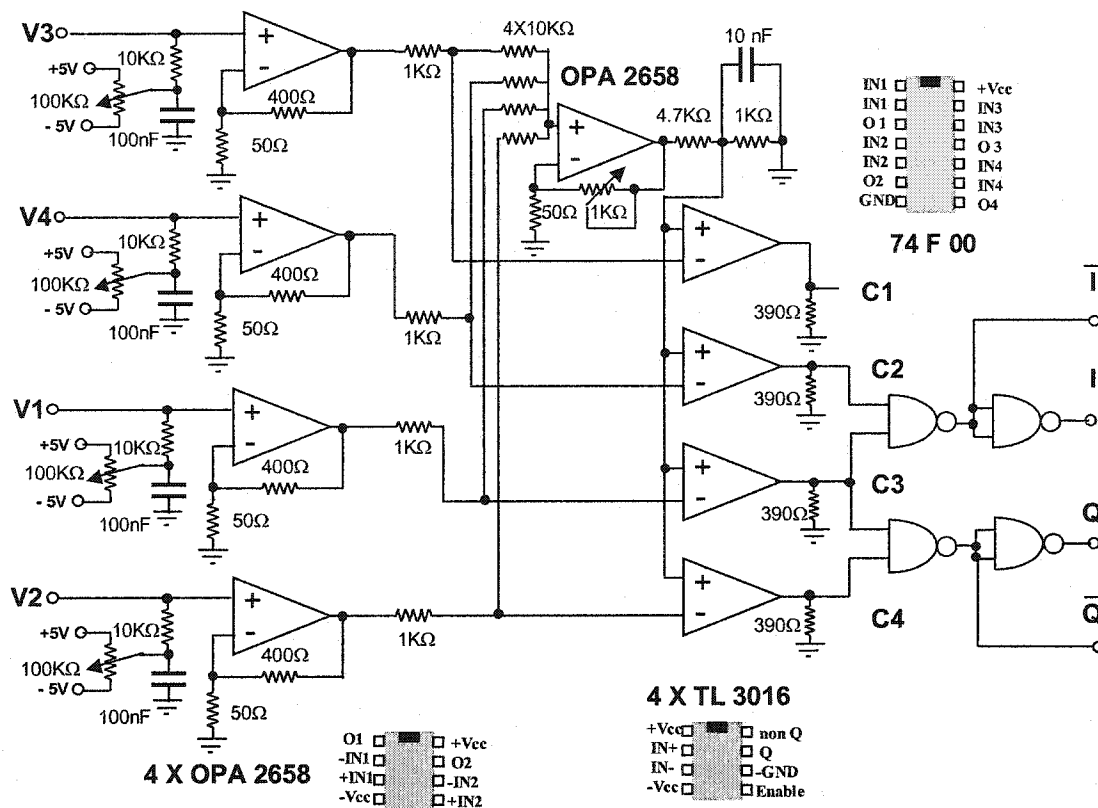 V3
10KΩ
+5V
100KΩ
- 5V
100nF
400Ω
50Ω
1KΩ
4X10KΩ
OPA 2658
10 nF
4.7KΩ
1KΩ
50Ω
1KΩ
IN1
IN1
O 1
IN2
IN2
O2
GND
+Vcc
IN3
IN3
O 3
IN4
IN4
O4
74 F 00
V4
10KΩ
+5V
100KΩ
- 5V
100nF
400Ω
50Ω
1KΩ
C1
390Ω
I
C2
390Ω
I
V1
10KΩ
+5V
100KΩ
- 5V
100nF
400Ω
50Ω
1KΩ
C3
390Ω
Q
V2
10KΩ
+5V
100KΩ
- 5V
100nF
400Ω
50Ω
1KΩ
C4
390Ω
Q
4 X OPA 2658
O1
-IN1
+IN1
-Vcc
+Vcc
O2
-IN2
+IN2
4 X TL 3016
+Vcc
IN+
IN-
-Vcc
non Q
Q
-GND
Enable